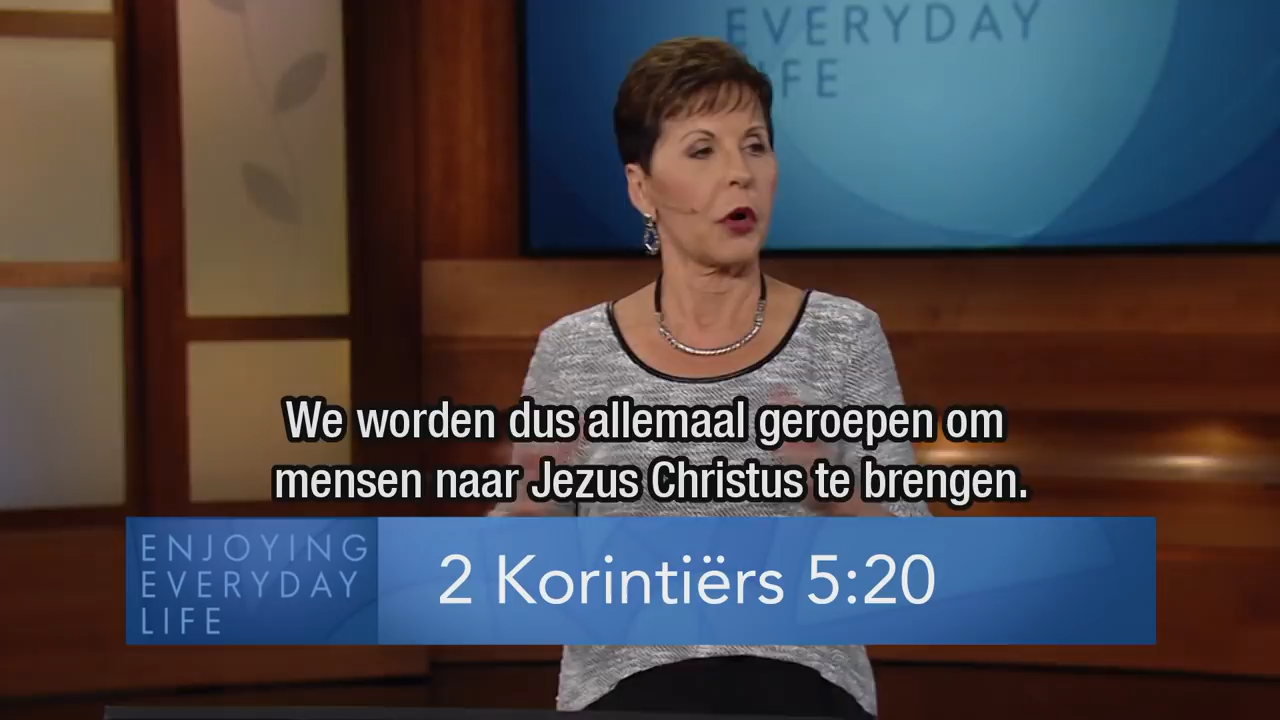 EVERYDAY
LIFE
We worden dus allemaal geroepen om
mensen naar Jezus Christus te brengen.
ENJOYING
EVERYDAY
LIFE
2 Korintiërs 5:20